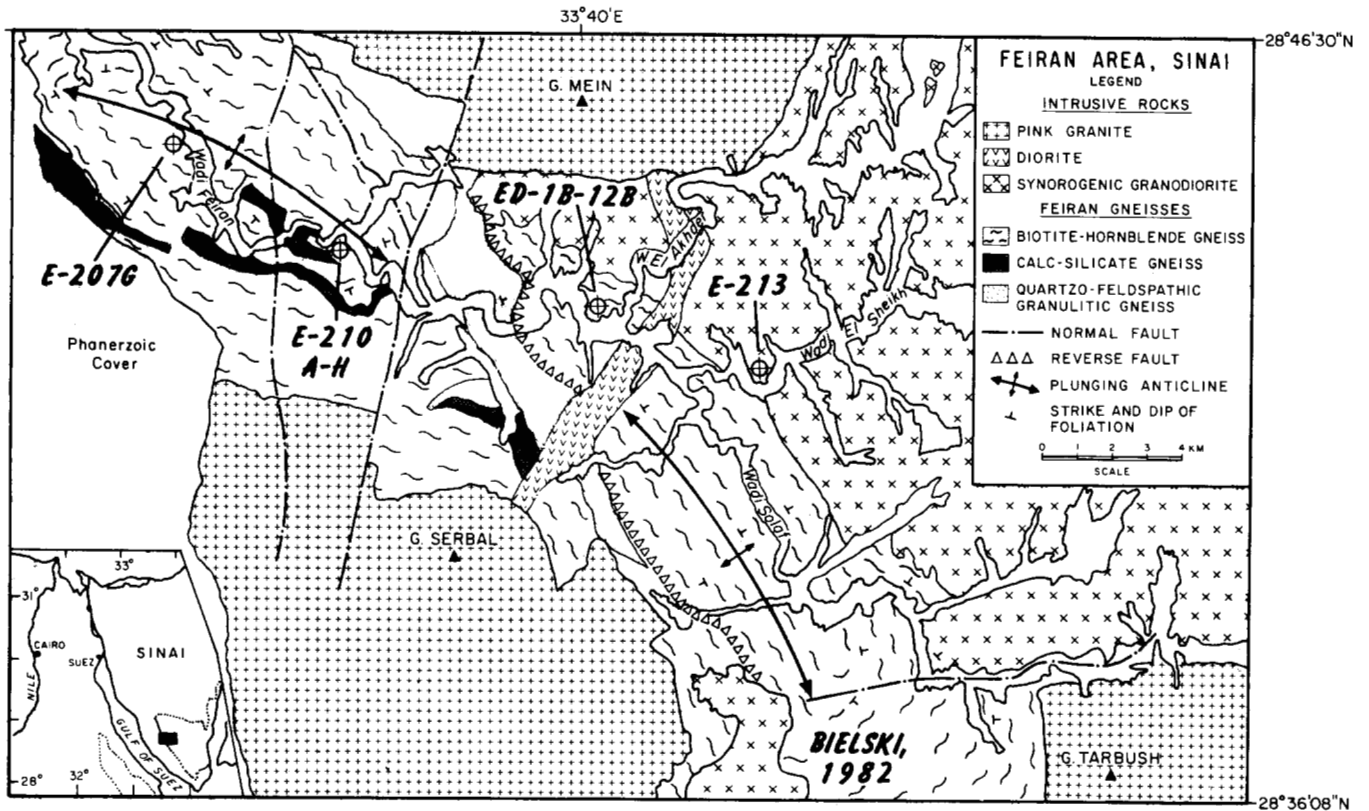 33°40'E
28°46'30"N
FEIRAN AREA, SINAI
LEGEND
INTRUSIVE ROCKS
PINK GRANITE
DIORITE
SYNOROGENIC GRANODIORITE
FEIRAN GNEISSES
BIOTITE-HORNBLENDE GNEISS
CALC-SILICATE GNEISS
QUARTZO-FELDSPATHIC
GRANULITIC GNEISS
NORMAL FAULT
REVERSE FAULT
PLUNGING ANTICLINE
STRIKE AND DIP OF
FOLIATION
0 1 2 3 4 KM
SCALE
G. MEIN
Wadi Feiran
ED-1B-12B
W. El Akhder
E-207G
E-213
E-210
A-H
Wadi El Sheikh
Phanerzoic
Cover
Wadi Solaf
G. SERBAL
BIELSKI,
1982
G. TARBUSH
33°
31°
CAIRO
SUEZ
SINAI
NILE
GULF OF SUEZ
28°
32°
28°36'08"N